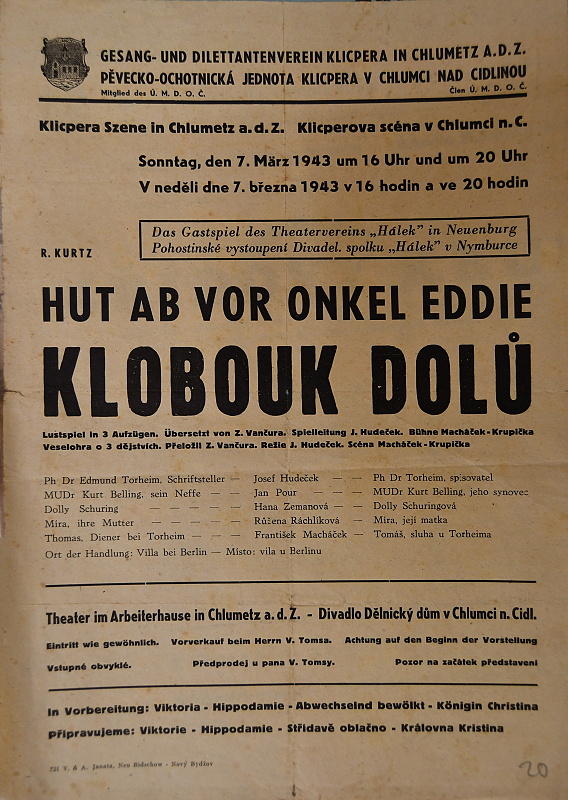 GESANG- UND DILETTANTENVEREIN KLICPERA IN CHLUMETZ A. D. Z.
PĚVECKO-OCHOTNICKÁ JEDNOTA KLICPERA V CHLUMCI NAD CIDLINOU
Mitglied des Ú. M. D. O. Č. Člen Ú. M. D. O. Č.
Klicpera Szene in Chlumetz a. d. Z. Klicperova scéna v Chlumci n. C.
Sonntag, den 7. März 1943 um 16 Uhr und um 20 Uhr
V neděli dne 7. března 1943 v 16 hodin a ve 20 hodin
Das Gastspiel des Theatervereins „Hálek" in Neuenburg
Pohostinské vystoupení Divadel. spolku „Hálek" v Nymburce
R. KURTZ
HUT AB VOR ONKEL EDDIE
KLOBOUK DOLŮ
Lustspiel in 3 Aufzügen. Übersetzt von Z. Vančura. Spielleitung J. Hudeček. Bühne Macháček-Krupička
Veselohra o 3 dějstvích. Přeložil Z. Vančura. Režie J. Hudeček. Scéna Macháček-Krupička
Ph Dr Edmund Torheim, Schriftsteller — Josef Hudeček — — Ph Dr Torheim, spisovatel
MUDr Kurt Belling, sein Neffe — — Jan Pour — — — MUDr Kurt Belling, jeho synovec
Dolly Schuring — — — — — Hana Zemanová — — Dolly Schuringová
Mira, ihre Mutter — — — — Růžena Ráchlíková — Mira, její matka
Thomas, Diener bei Torheim — — — František Macháček — Tomáš, sluha u Torheima
Ort der Handlung: Villa bei Berlin — Místo: vila u Berlinu
Theater im Arbeiterhause in Chlumetz a. d. Z. - Divadlo Dělnický dům v Chlumci n. Cidl.
Eintritt wie gewöhnlich. Vorverkauf beim Herrn V. Tomsa. Achtung auf den Beginn der Vorstellung
Vstupné obvyklé. Předprodej u pana V. Tomsy. Pozor na začátek představení
In Vorbereitung: Viktoria - Hippodamie - Abwechselnd bewölkt - Königin Christina
Připravujeme: Viktorie - Hippodamie - Střídavě oblačno - Královna Kristina
721 V. & A. Janata, Neu Bidschow - Nový Bydžov
20